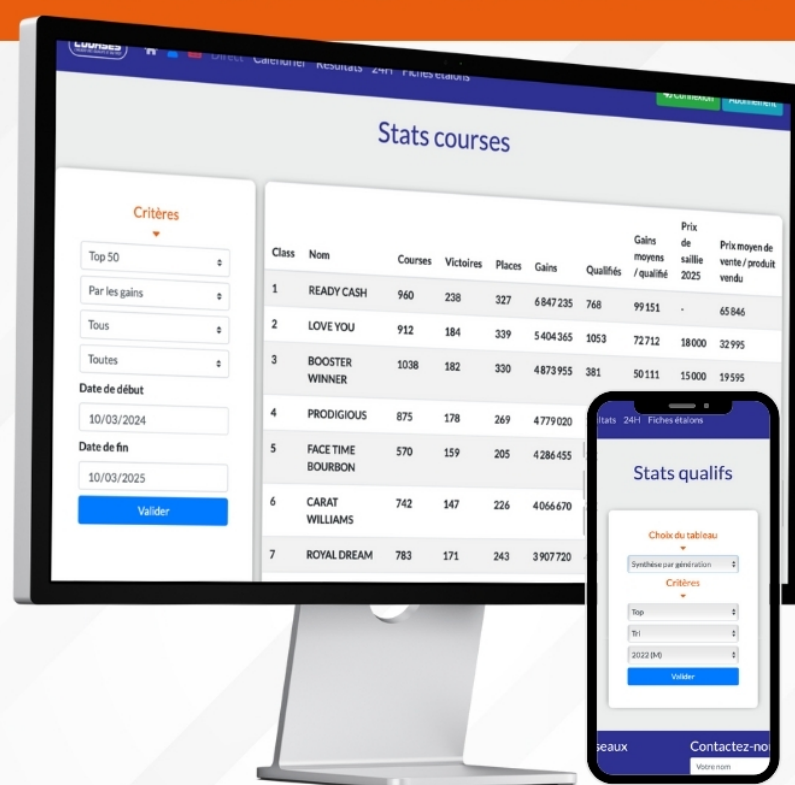 COURSES
Direct Calendrier Résultats 24H Fiches étalons
Connexion Abonnement
Stats courses
Critères
Top 50
Par les gains
Tous
Toutes
Date de début
10/03/2024
Date de fin
10/03/2025
Valider
Class Nom Courses Victoires Places Gains Qualifiés Gains moyens / qualifié Prix de saillie 2025 Prix moyen de vente / produit vendu
1 READY CASH 960 238 327 6 847 235 768 99 151 - 65 846
2 LOVE YOU 912 184 339 5 404 365 1053 72 712 18 000 32 995
3 BOOSTER WINNER 1038 182 330 4 873 955 381 50 111 15 000 19 595
4 PRODIGIOUS 875 178 269 4 779 020
5 FACE TIME BOURBON 570 159 205 4 286 455
6 CARAT WILLIAMS 742 147 226 4 066 670
7 ROYAL DREAM 783 171 243 3 907 720
ltats 24H Fiches étalons
Stats qualifs
Choix du tableau
Synthèse par génération
Critères
Top
Tri
2022 (M)
Valider
seaux Contactez-no
Votre nom